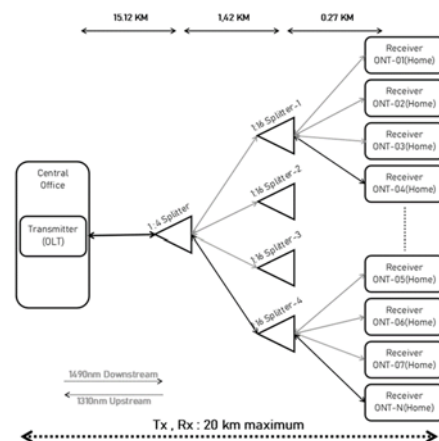 15.12 KM
1,42 KM
0.27 KM
Receiver
ONT-01(Home)
Receiver
ONT-02(Home)
Receiver
ONT-03(Home)
Receiver
ONT-04(Home)
Central
Office
Transmitter
(OLT)
1:4 Splitter
1:16 Splitter-1
1:16 Splitter-2
1:16 Splitter-3
1:16 Splitter-4
Receiver
ONT-05(Home)
Receiver
ONT-06(Home)
Receiver
ONT-07(Home)
Receiver
ONT-N(Home)
1490nm Downstream
1310nm Upstream
Tx , Rx : 20 km maximum